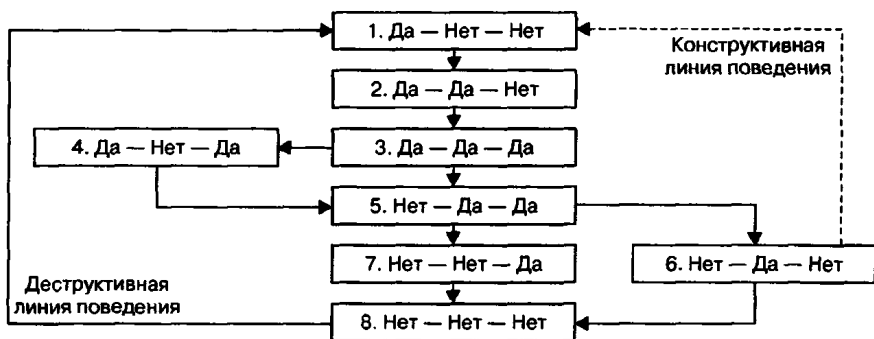 1. Да — Нет — Нет
Конструктивная
линия поведения
2. Да — Да — Нет
4. Да — Нет — Да
3. Да — Да — Да
5. Нет — Да — Да
7. Нет — Нет — Да
6. Нет — Да — Нет
Деструктивная
линия поведения
8. Нет — Нет — Нет